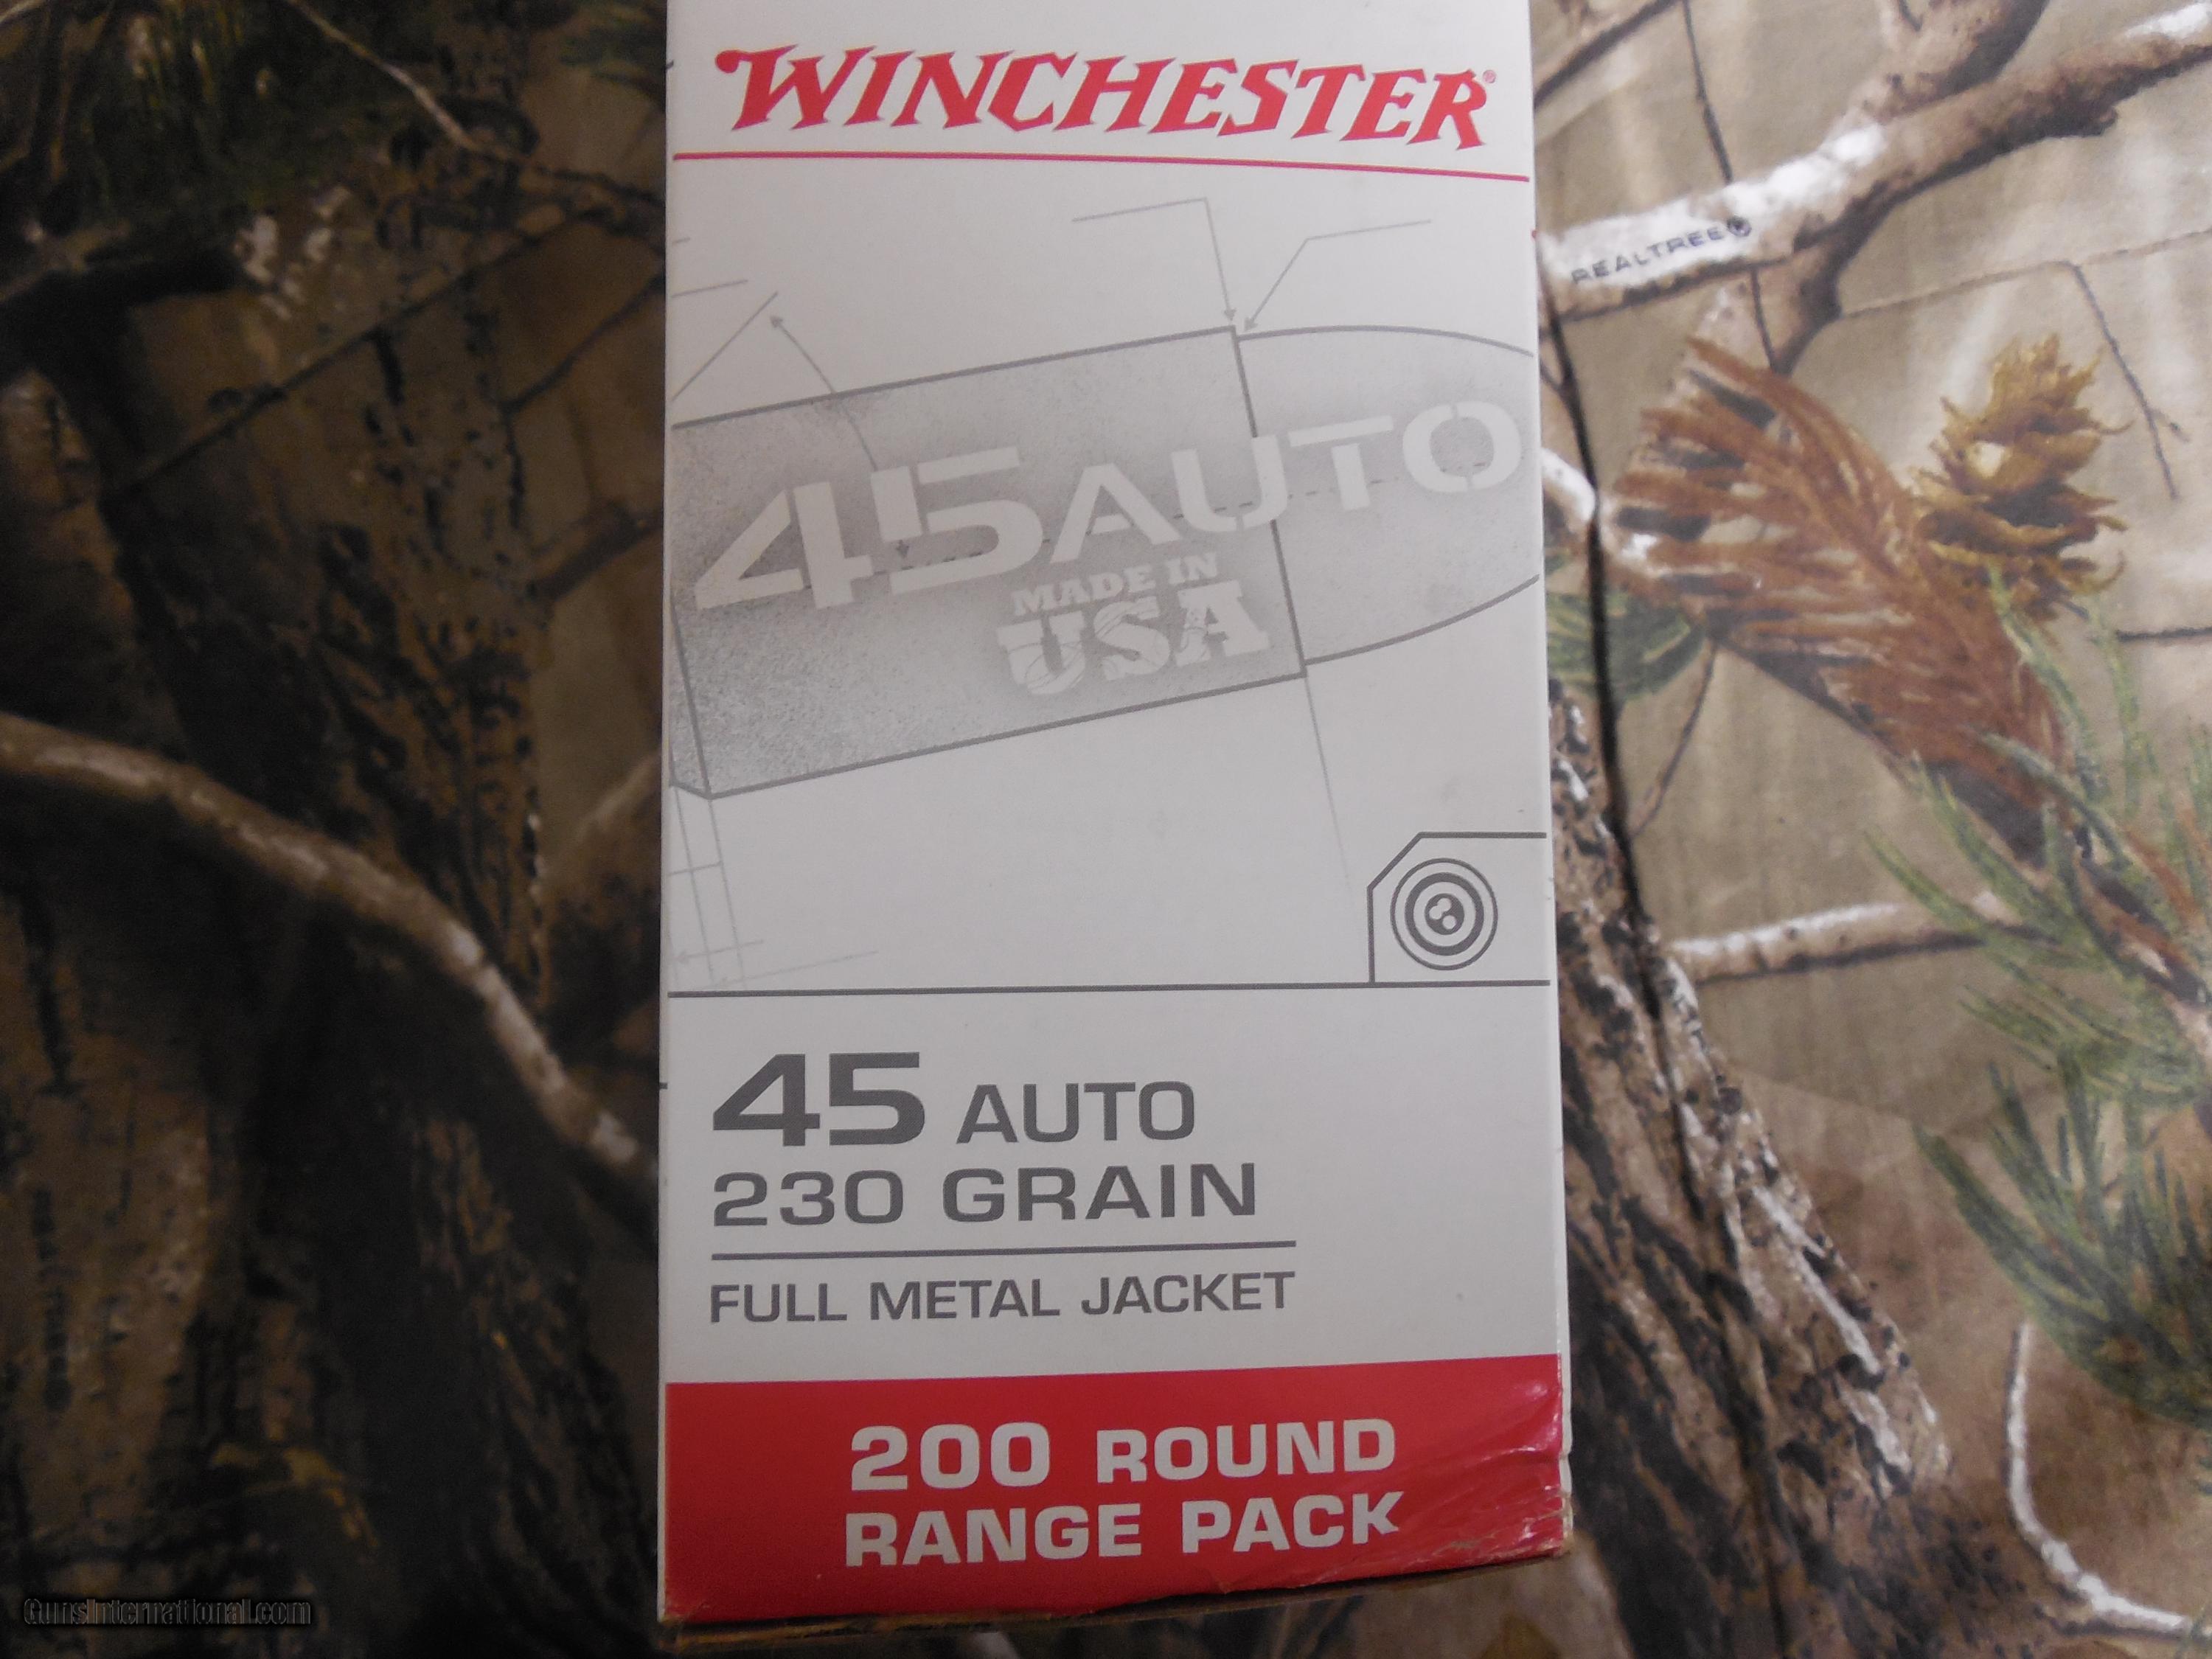 WINCHESTER®
REALTREE®
45 AUTO
MADE IN
USA
45 AUTO
230 GRAIN
FULL METAL JACKET
200 ROUND
RANGE PACK
GunsInternational.com